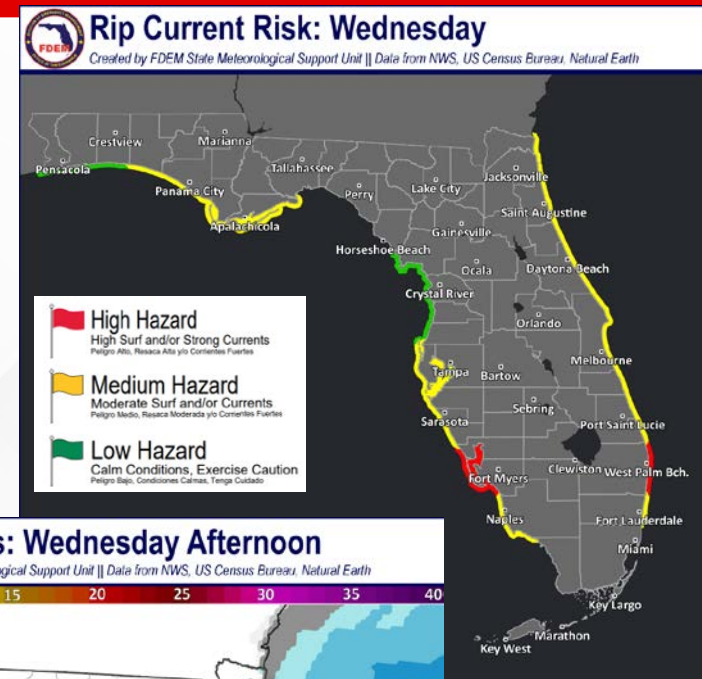 FDEM
Rip Current Risk: Wednesday
Created by FDEM State Meteorological Support Unit || Data from NWS, US Census Bureau, Natural Earth
Crestview
Marianna
Pensacola
Tallahassee
Panama City
Perry
Lake City
Jacksonville
Apalachicola
Saint Augustine
Gainesville
Horseshoe Beach
Ocala
Daytona Beach
Crystal River
Orlando
Tampa
Bartow
Melbourne
Sebring
Sarasota
Port Saint Lucie
Fort Myers
Clewiston
West Palm Bch.
Naples
Fort Lauderdale
Miami
Key Largo
Marathon
Key West
High Hazard
High Surf and/or Strong Currents
Peligro Alto, Resaca Alta y/o Corrientes Fuertes
Medium Hazard
Moderate Surf and/or Currents
Peligro Medio, Resaca Moderada y/o Corrientes Fuertes
Low Hazard
Calm Conditions, Exercise Caution
Peligro Bajo, Condiciones Calmas, Tenga Cuidado
s: Wednesday Afternoon
gical Support Unit || Data from NWS, US Census Bureau, Natural Earth
15 20 25 30 35 40